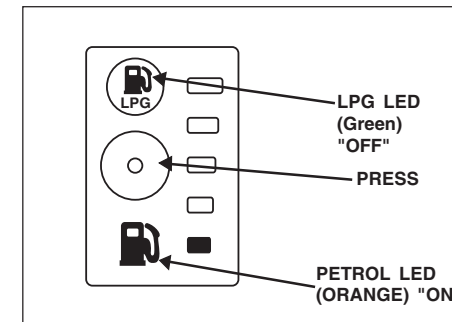 LPG
LPG LED
(Green)
"OFF"
PRESS
PETROL LED
(ORANGE) "ON